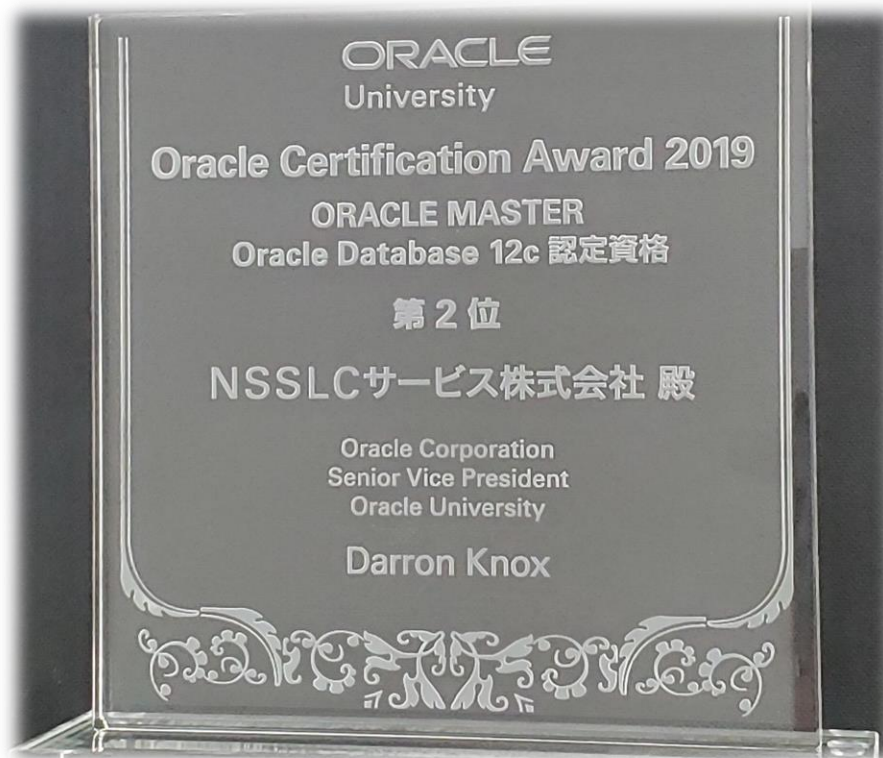 ORACLE
University
Oracle Certification Award 2019
ORACLE MASTER
Oracle Database 12c 認定資格
第2位
NSSLCサービス株式会社 殿
Oracle Corporation
Senior Vice President
Oracle University
Darron Knox